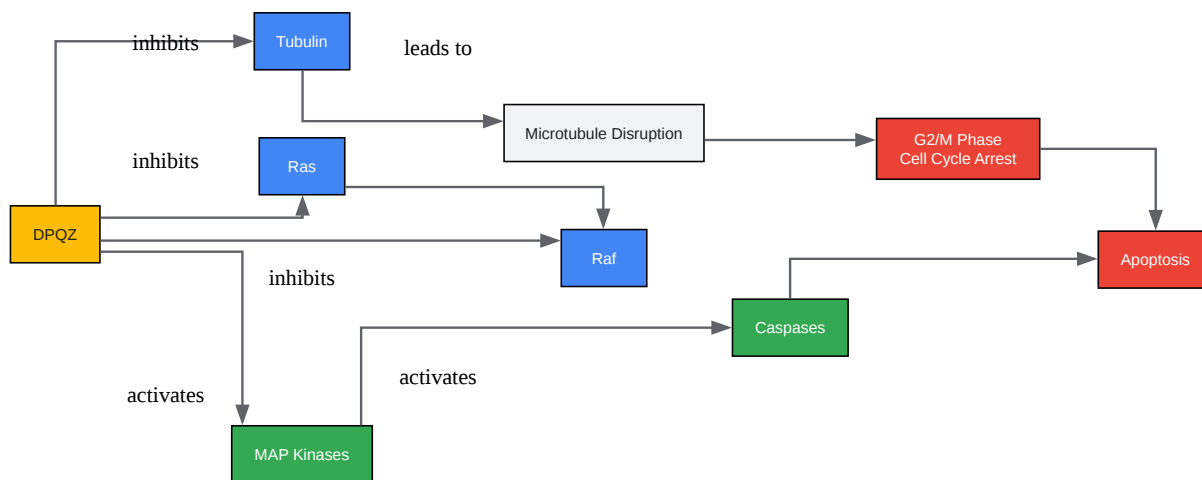 inhibits
Tubulin
leads to
Microtubule Disruption
G2/M Phase
Cell Cycle Arrest
inhibits
Ras
DPQZ
Raf
Apoptosis
inhibits
Caspases
activates
activates
MAP Kinases